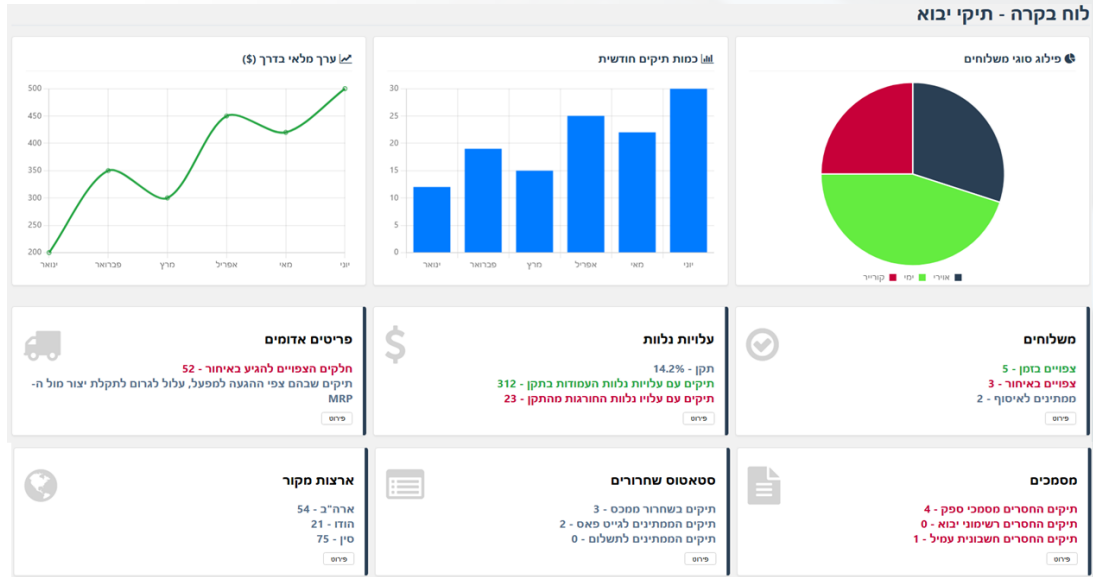 לוח בקרה - תיקי יבוא
פילוג סוגי משלוחים
אוירי ימי קורייר
כמות תיקים חודשית
30
25
20
15
10
5
0
ינואר פברואר מרץ אפריל מאי יוני
ערך מלאי בדרך ($)
500
450
400
350
300
250
200
ינואר פברואר מרץ אפריל מאי יוני
משלוחים
צפויים בזמן - 5
צפויים באיחור - 3
ממתינים לאיסוף - 2
פירוט
עלויות נלוות
תקן - 14.2%
תיקים עם עלויות נלוות העמודות בתקן - 312
תיקים עם עלויו נלוות החורגות מהתקן - 23
פירוט
פריטים אדומים
חלקים הצפויים להגיע באיחור - 52
תיקים שבהם צפי ההגעה למפעל, עלול לגרום לתקלת יצור מול ה-
MRP
פירוט
מסמכים
תיקים החסרים מסמכי ספק - 4
תיקים החסרים רשימוני יבוא - 0
תיקים החסרים חשבונית עמיל - 1
פירוט
סטאטוס שחרורים
תיקים בשחרור ממכס - 3
תיקים הממתינים לגייט פאס - 2
תיקים הממתינים לתשלום - 0
פירוט
ארצות מקור
ארה"ב - 54
הודו - 21
סין - 75
פירוט